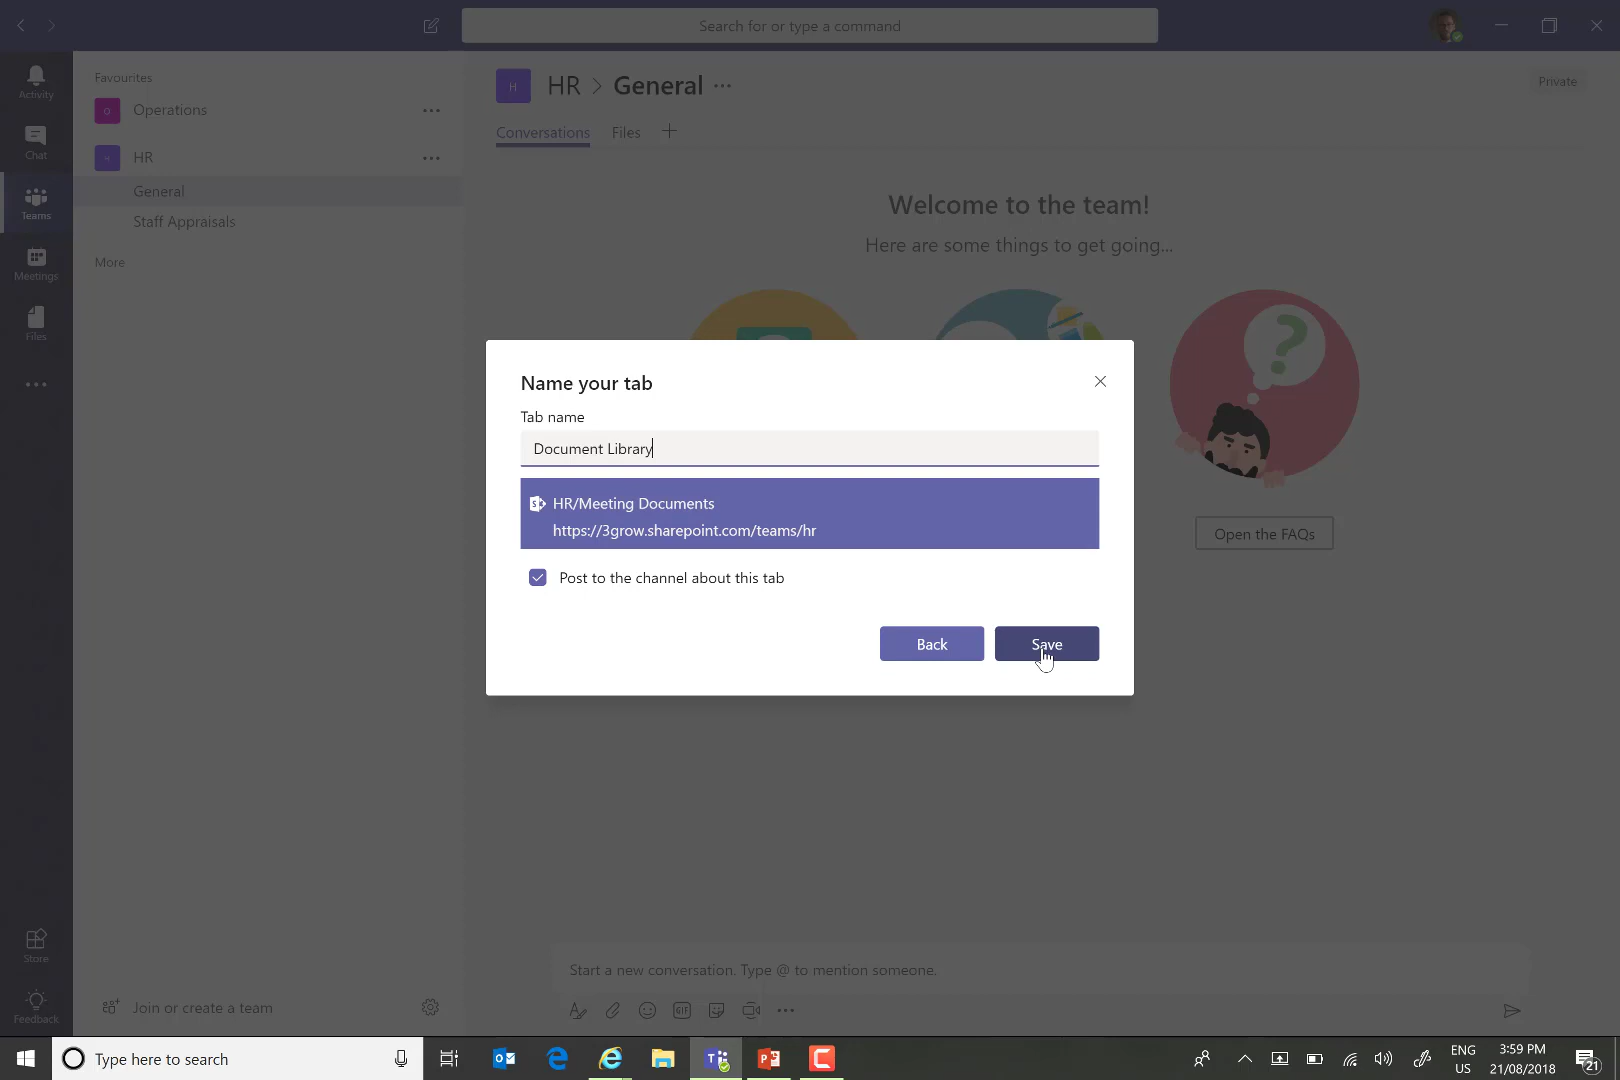 Search for or type a command
Activity
Chat
Teams
Meetings
Files
Store
Feedback
Favourites
O Operations
HR
General
Staff Appraisals
More
Join or create a team
H HR > General
Private
Conversations Files
Welcome to the team!
Here are some things to get going...
?
Open the FAQs
Name your tab
Tab name
Document Library
HR/Meeting Documents
https://3grow.sharepoint.com/teams/hr
Post to the channel about this tab
Back Save
Start a new conversation. Type @ to mention someone.
GIF
Type here to search
ENG
US
3:59 PM
21/08/2018
21